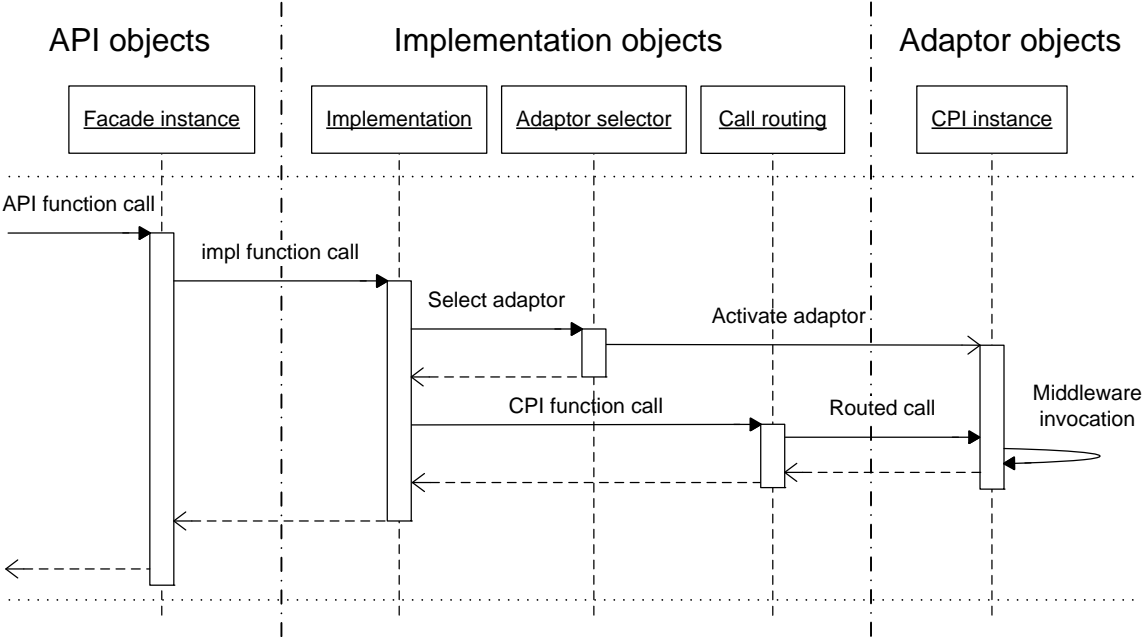 API objects
Implementation objects
Adaptor objects
Facade instance
Implementation
Adaptor selector
Call routing
CPI instance
API function call
impl function call
Select adaptor
Activate adaptor
CPI function call
Routed call
Middleware
invocation